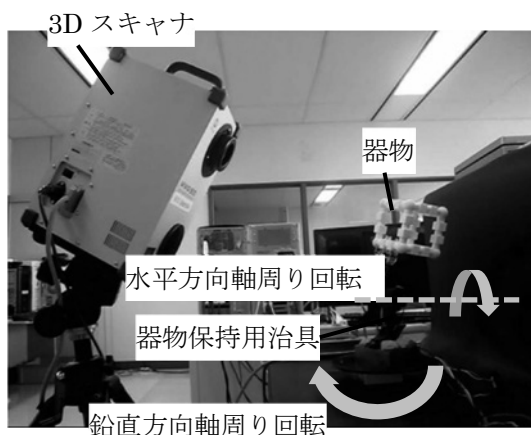 3D スキャナ
器物
水平方向軸周り回転
器物保持用治具
鉛直方向軸周り回転